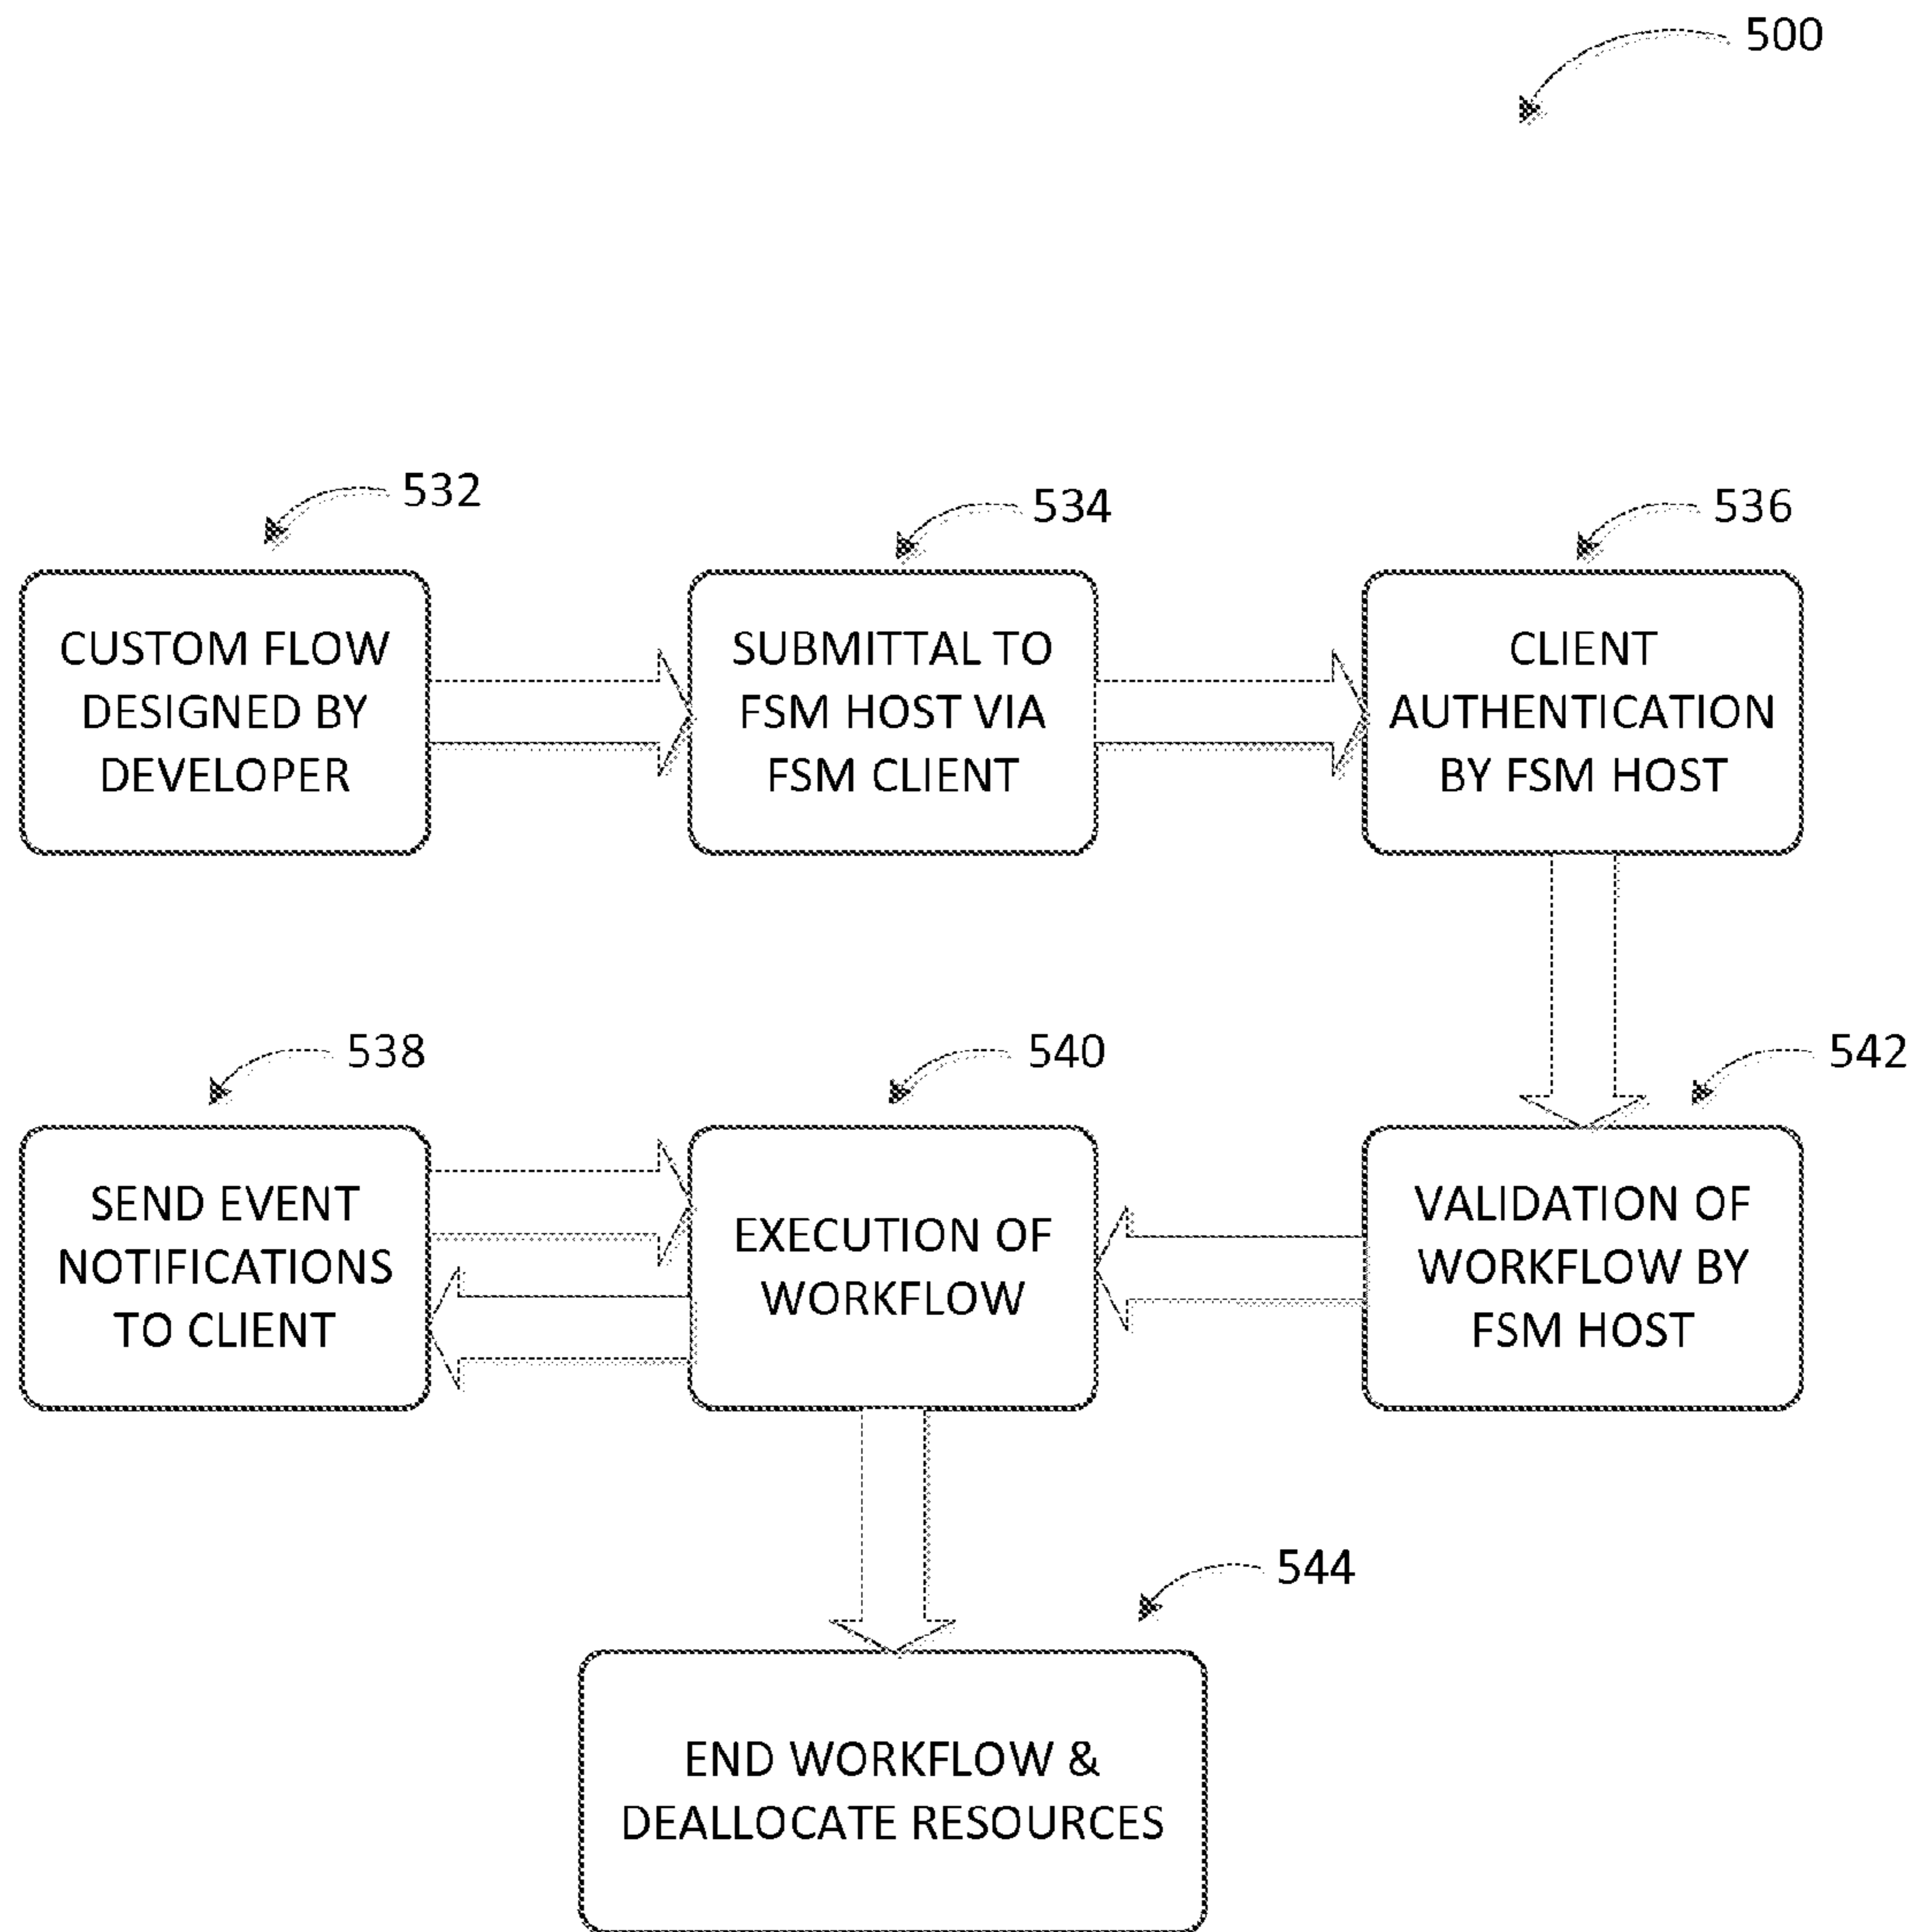 500
532
534
536
CUSTOM FLOW
DESIGNED BY
DEVELOPER
SUBMITTAL TO
FSM HOST VIA
FSM CLIENT
CLIENT
AUTHENTICATION
BY FSM HOST
538
540
542
SEND EVENT
NOTIFICATIONS
TO CLIENT
EXECUTION OF
WORKFLOW
VALIDATION OF
WORKFLOW BY
FSM HOST
544
END WORKFLOW &
DEALLOCATE RESOURCES